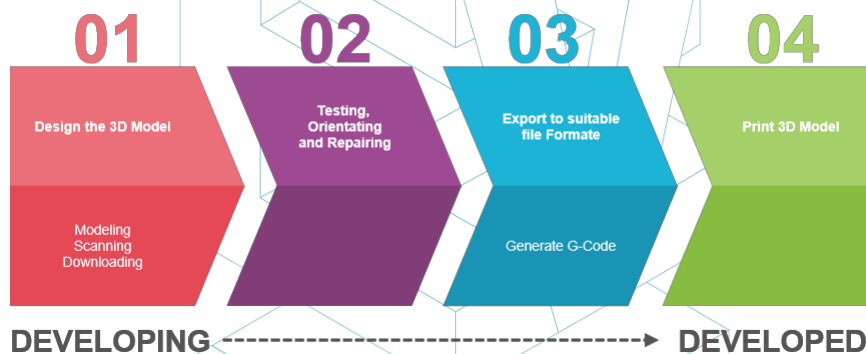 01
02
03
04
Design the 3D Model
Testing,
Orientating
and Repairing
Export to suitable
file Formate
Print 3D Model
Modeling
Scanning
Downloading
Generate G-Code
DEVELOPING
DEVELOPED